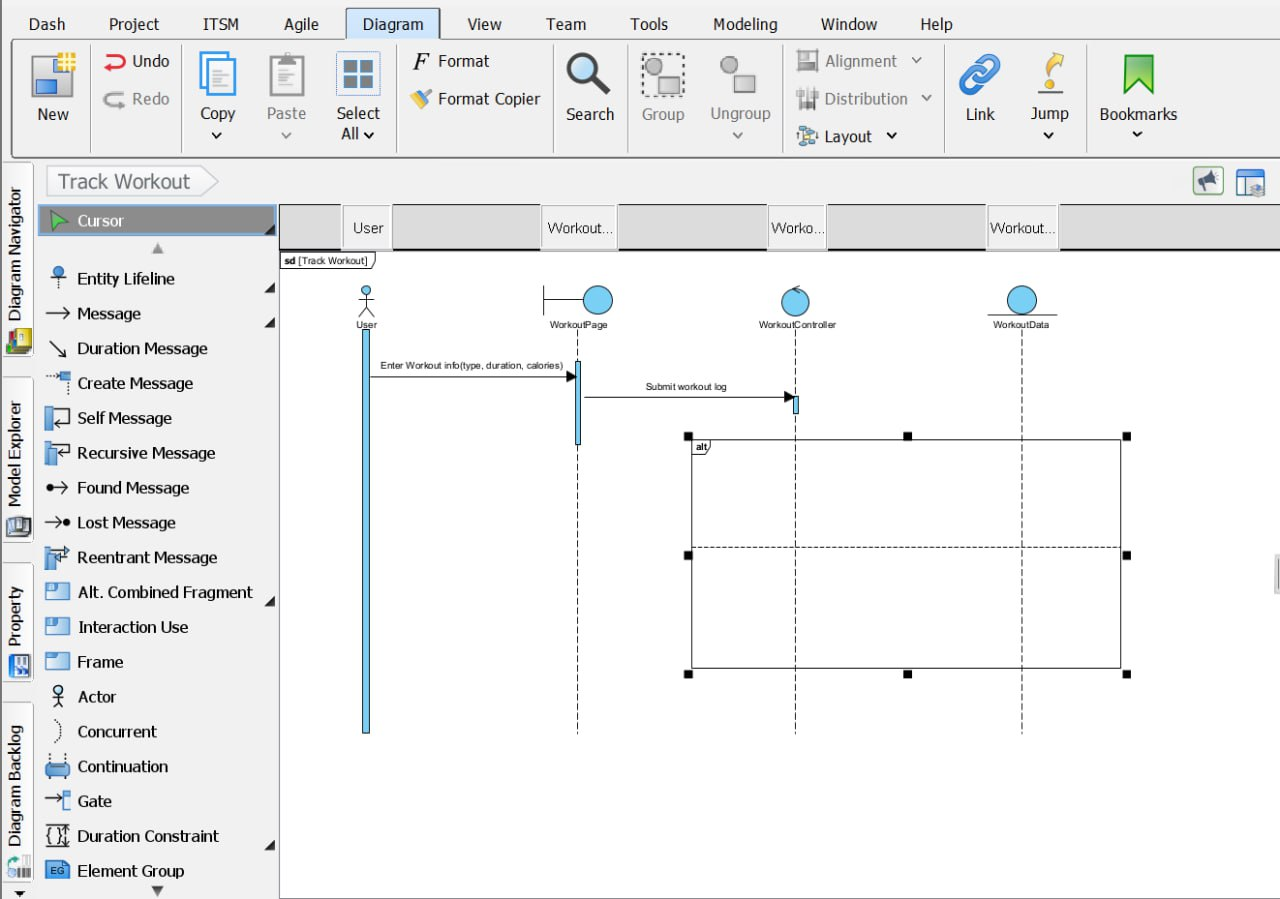 Dash Project ITSM Agile Diagram View Team Tools Modeling Window Help
New
Undo
Redo
Copy
Paste
Select
All
F Format
Format Copier
Search
Group
Ungroup
Alignment
Distribution
Layout
Link
Jump
Bookmarks
Diagram Navigator
Model Explorer
Property
Diagram Backlog
Track Workout
Cursor
Entity Lifeline
Message
Duration Message
Create Message
Self Message
Recursive Message
Found Message
Lost Message
Reentrant Message
Alt. Combined Fragment
Interaction Use
Frame
Actor
Concurrent
Continuation
Gate
Duration Constraint
EG Element Group
User Workout... Worko... Workout...
sd [Track Workout]
User WorkoutPage WorkoutController WorkoutData
Enter Workout info(type, duration, calories)
Submit workout log
alt